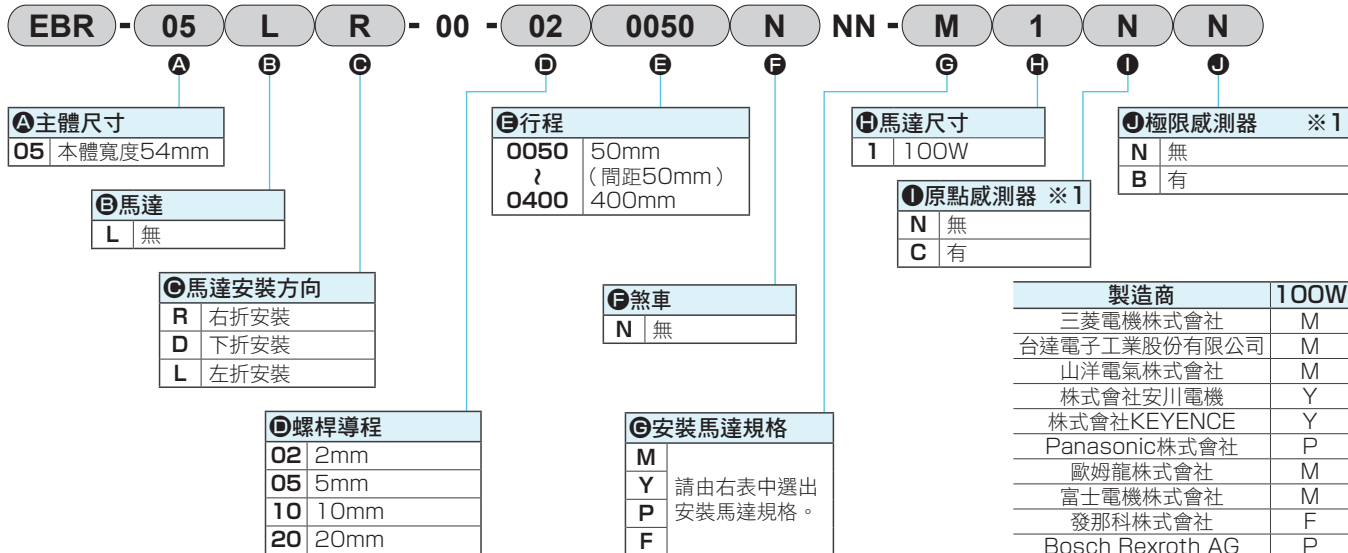 EBR - 05 L R - 00 - 02 0050 N NN - M 1 N N
A B C D E F G H I J
A主體尺寸
05 本體寬度54mm
B馬達
L 無
C馬達安裝方向
R 右折安裝
D 下折安裝
L 左折安裝
D螺桿導程
02 2mm
05 5mm
10 10mm
20 20mm
E行程
0050 50mm
~ (間距50mm)
0400 400mm
F煞車
N 無
G安裝馬達規格
M
Y 請由右表中選出
P 安裝馬達規格。
F
H馬達尺寸
1 100W
I原點感測器 ※1
N 無
C 有
J極限感測器 ※1
N 無
B 有
製造商 100W
三菱電機株式會社 M
台達電子工業股份有限公司 M
山洋電氣株式會社 M
株式會社安川電機 Y
株式會社KEYENCE Y
Panasonic株式會社 P
歐姆龍株式會社 M
富士電機株式會社 M
發那科株式會社 F
Bosch Rexroth AG P